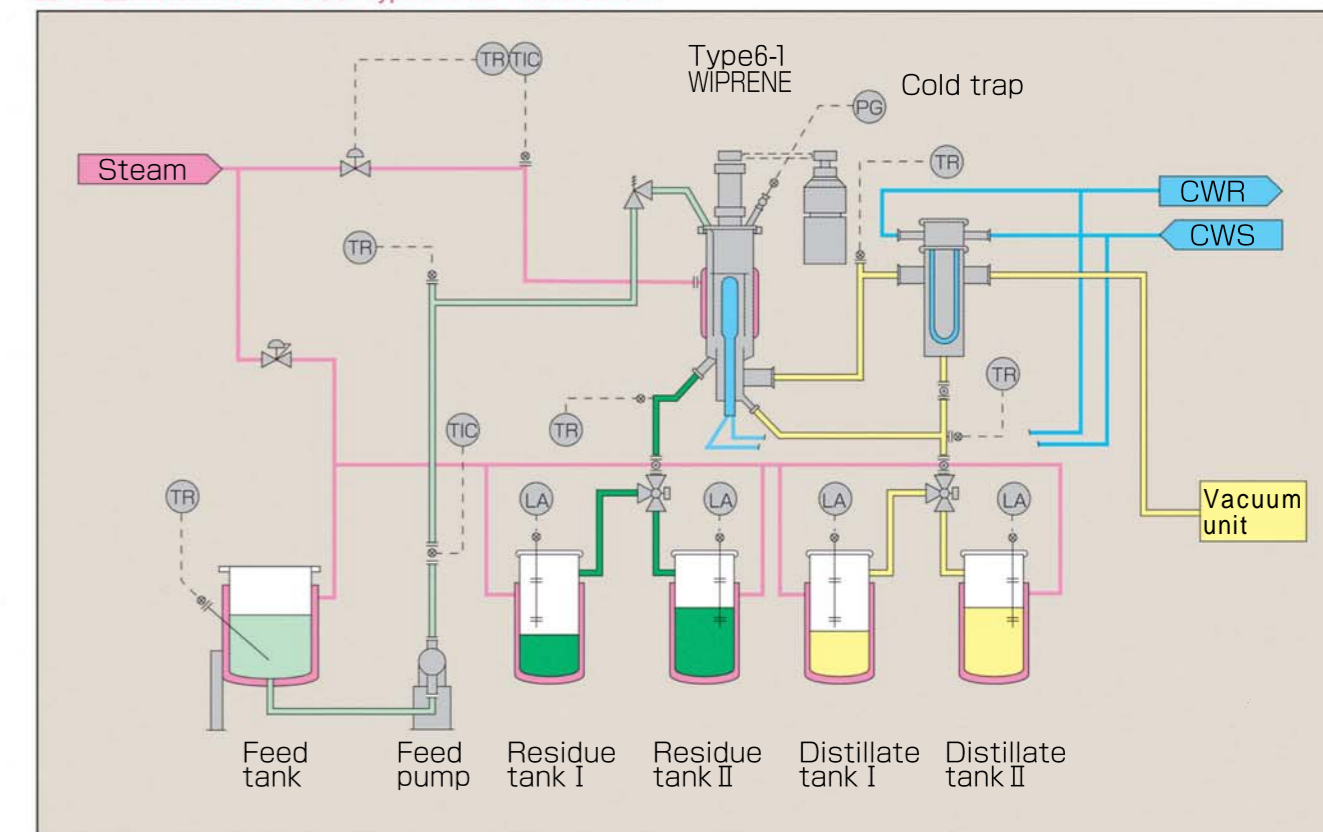 TR
TIC
Type6-1
WIPRENE
Cold trap
PG
TR
Steam
CWR
CWS
TR
TR
TIC
TR
TR
LA
LA
LA
LA
Vacuum
unit
Feed
tank
Feed
pump
Residue
tank Ⅰ
Residue
tank Ⅱ
Distillate
tank Ⅰ
Distillate
tank Ⅱ